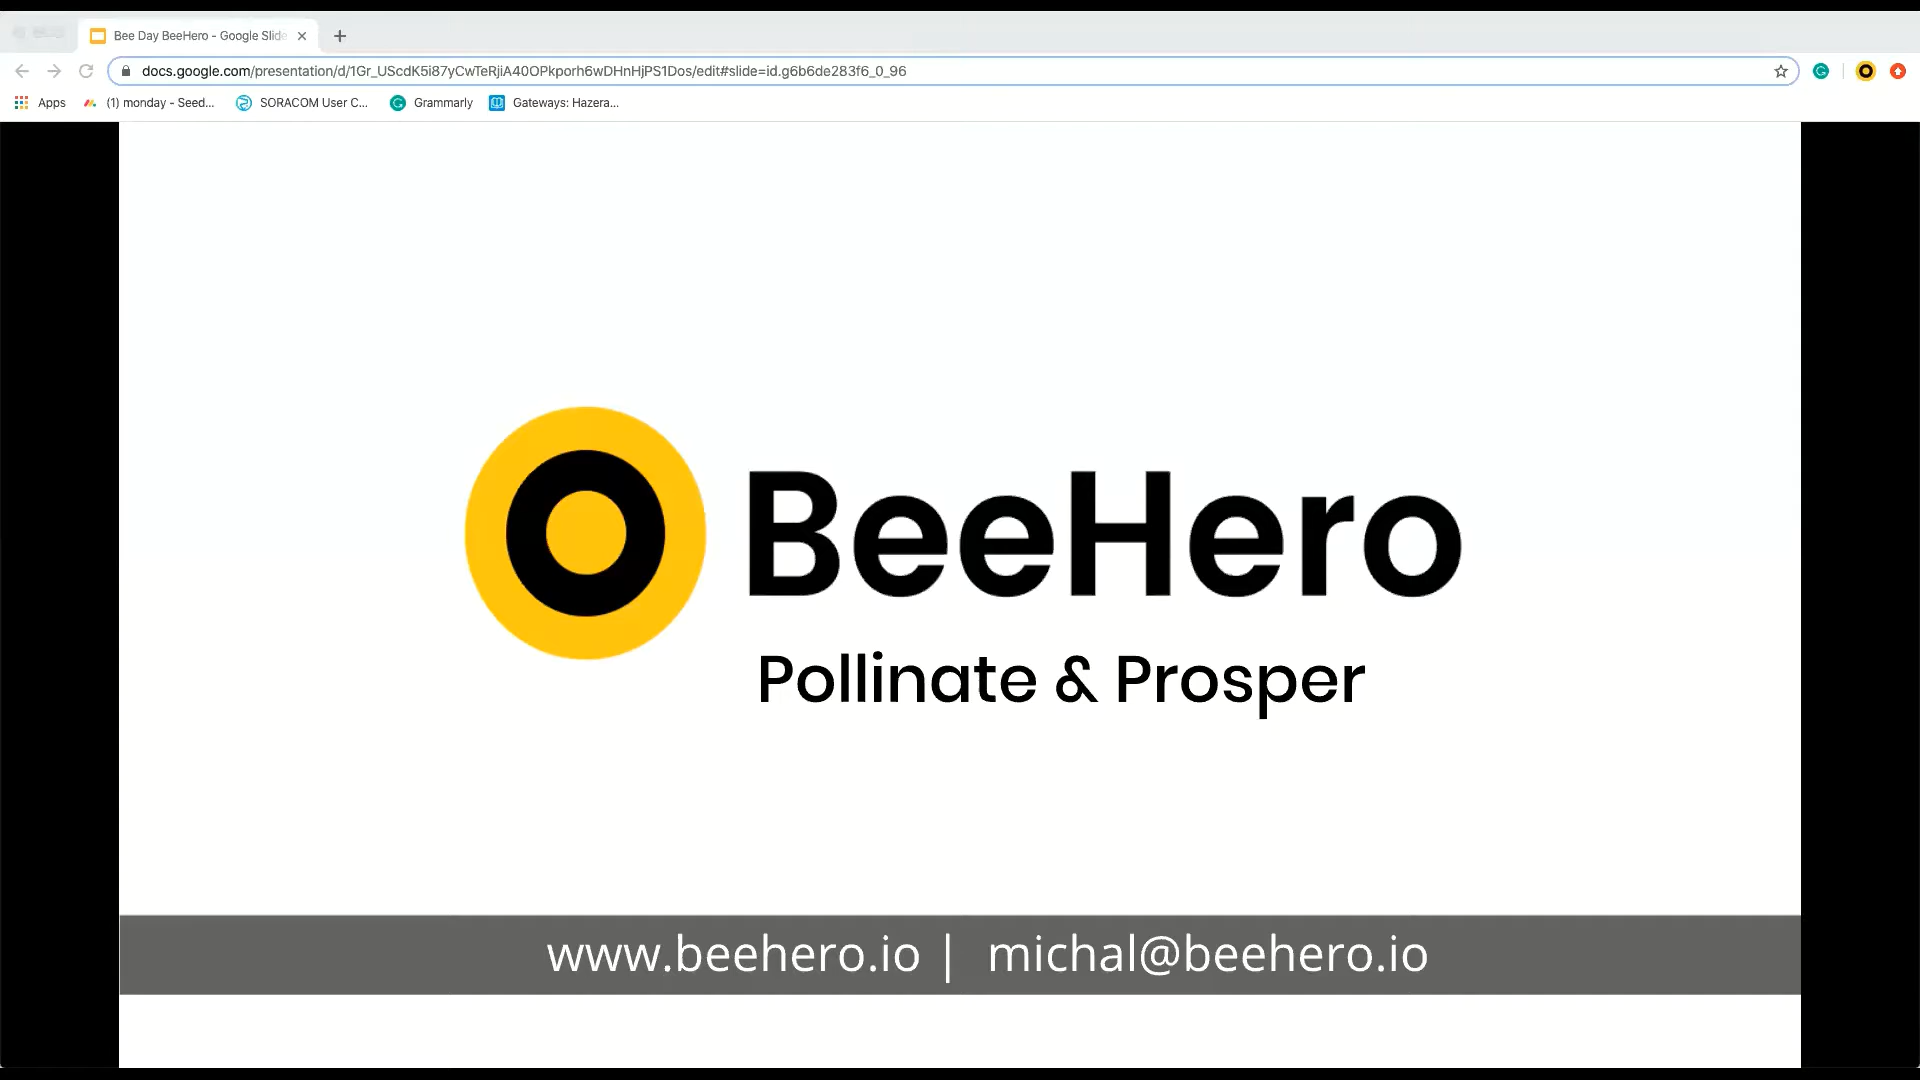 Bee Day BeeHero - Google Slide
docs.google.com/presentation/d/1Gr_UScdK5i87yCwTeRjiA40OPkporh6wDHnHjPS1Dos/edit#slide=id.g6b6de283f6_0_96
Apps (1) monday - Seed... SORACOM User C... Grammarly Gateways: Hazera...
BeeHero
Pollinate & Prosper
www.beehero.io | michal@beehero.io